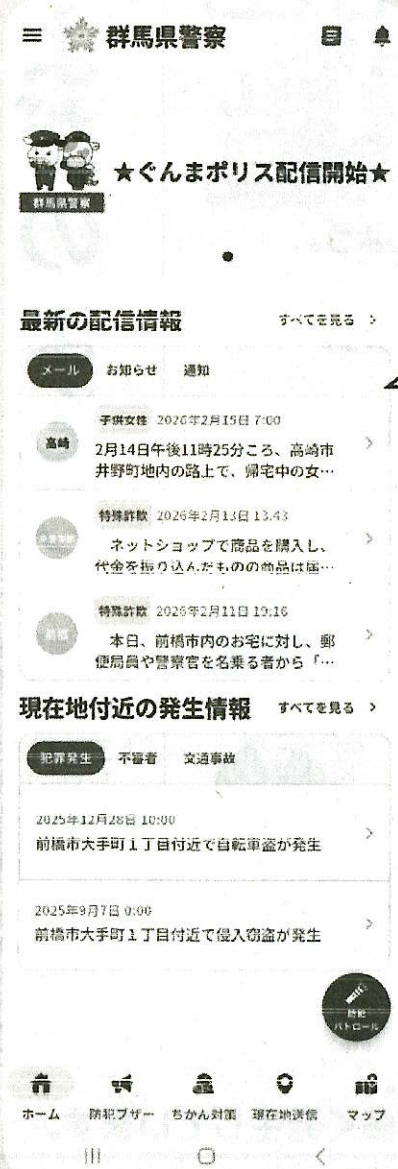 群馬県警察
群馬県警察
★ぐんまポリス配信開始★
最新の配信情報
すべてを見る
メール
お知らせ
通知
高崎
子供女性 2026年2月15日 7:00
2月14日午後11時25分ころ、高崎市
井野町地内の路上で、帰宅中の女…
特殊詐欺 2026年2月13日 13:43
ネットショップで商品を購入し、
代金を振り込んだものの商品は届…
前橋
特殊詐欺 2026年2月11日 19:16
本日、前橋市内のお宅に対し、郵
便局員や警察官を名乗る者から「…
現在地付近の発生情報
すべてを見る
犯罪発生
不審者
交通事故
2025年12月28日 10:00
前橋市大手町１丁目付近で自転車盗が発生
2025年9月7日 0:00
前橋市大手町１丁目付近で侵入窃盗が発生
防犯
パトロール
ホーム
防犯ブザー
ちかん対策
現在地送信
マップ